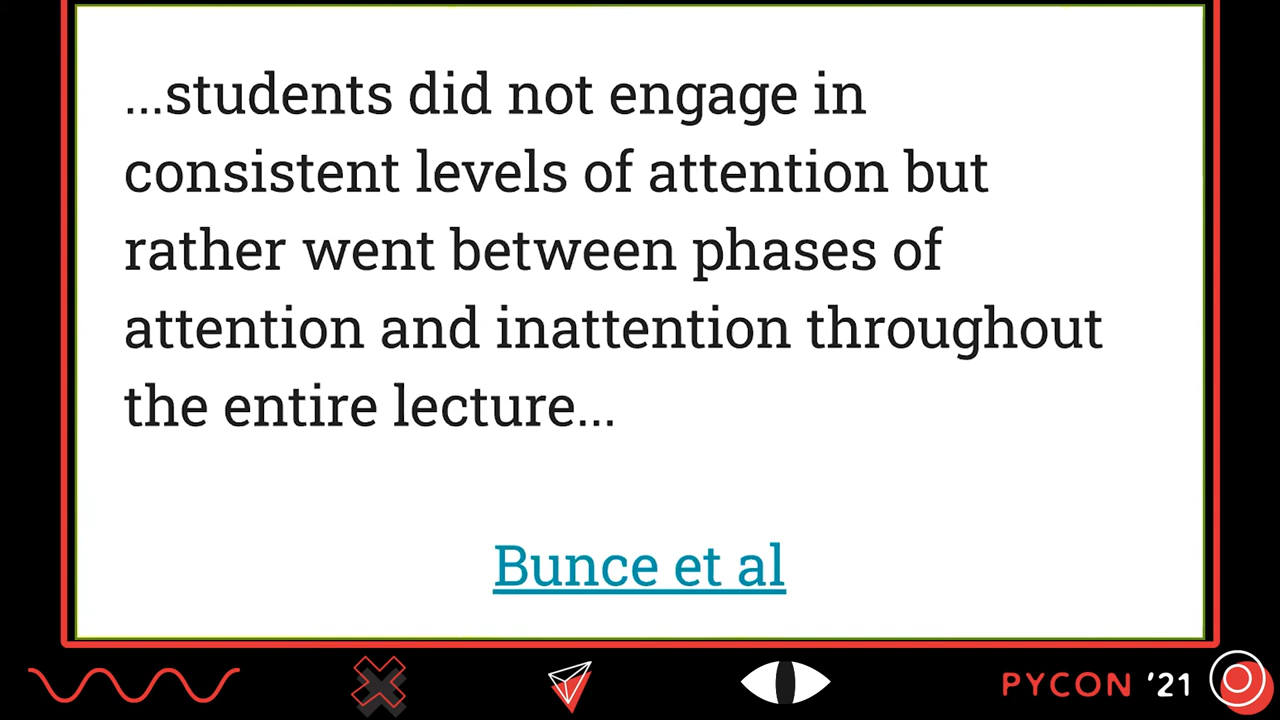 ...students did not engage in
consistent levels of attention but
rather went between phases of
attention and inattention throughout
the entire lecture...
Bunce et al
PYCON '21